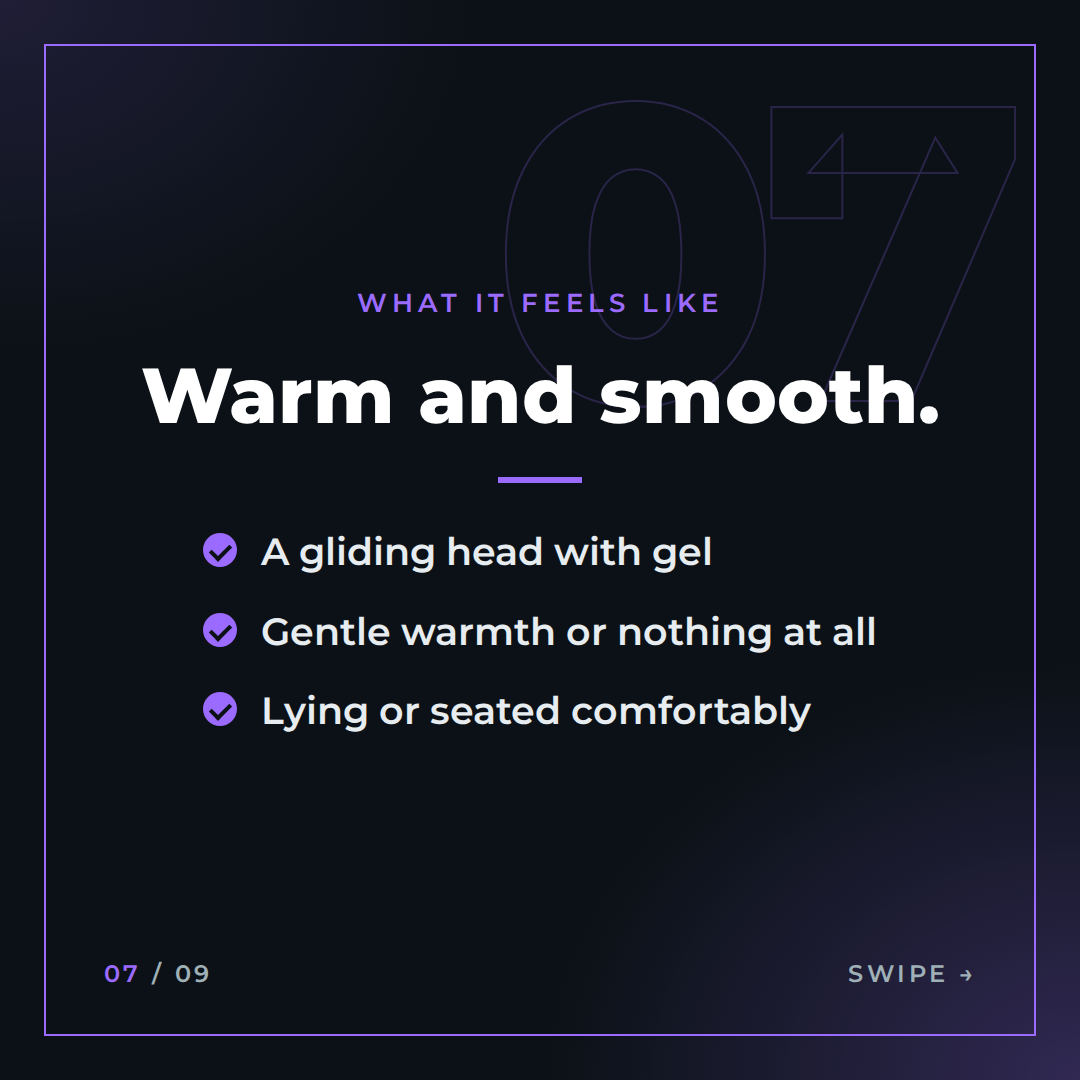 07
WHAT IT FEELS LIKE
Warm and smooth.
A gliding head with gel
Gentle warmth or nothing at all
Lying or seated comfortably
07 / 09
SWIPE →